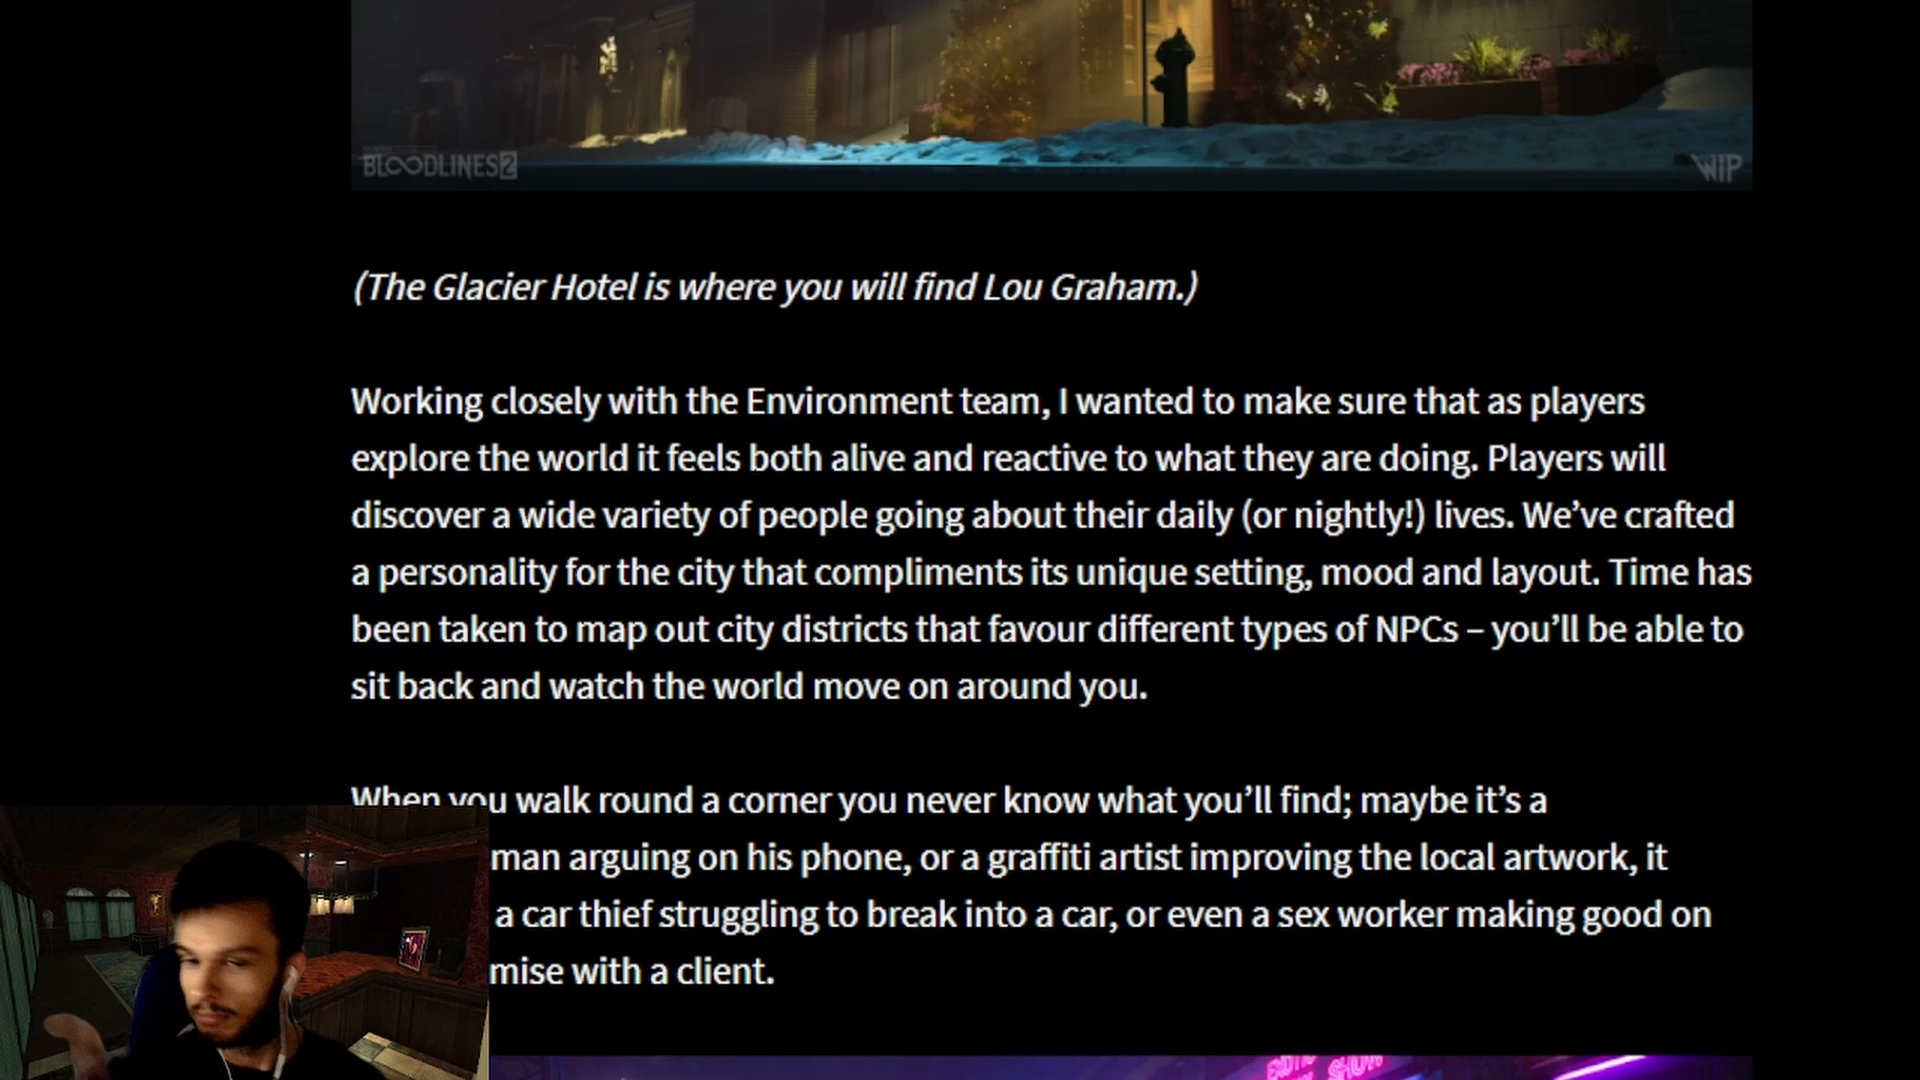 BLOODLINES 2
WIP
(The Glacier Hotel is where you will find Lou Graham.)
Working closely with the Environment team, I wanted to make sure that as players
explore the world it feels both alive and reactive to what they are doing. Players will
discover a wide variety of people going about their daily (or nightly!) lives. We’ve crafted
a personality for the city that compliments its unique setting, mood and layout. Time has
been taken to map out city districts that favour different types of NPCs – you’ll be able to
sit back and watch the world move on around you.
When you walk round a corner you never know what you’ll find; maybe it’s a
man arguing on his phone, or a graffiti artist improving the local artwork, it
a car thief struggling to break into a car, or even a sex worker making good on
mise with a client.
SHOW